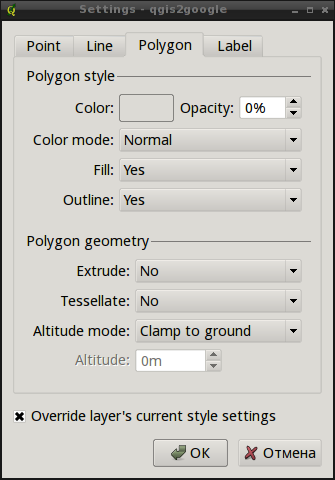 Settings - qgis2google
Point Line Polygon Label
Polygon style
Color: Opacity: 0%
Color mode: Normal
Fill: Yes
Outline: Yes
Polygon geometry
Extrude: No
Tessellate: No
Altitude mode: Clamp to ground
Altitude: 0m
Override layer's current style settings
OK Отмена